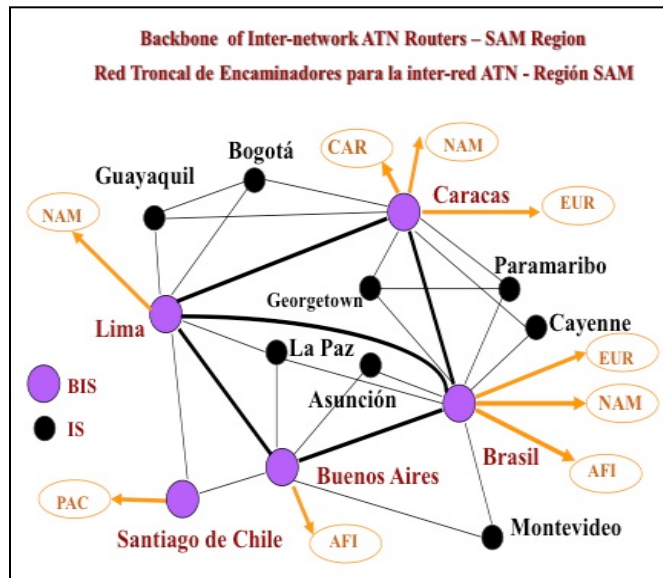 Backbone of Inter-network ATN Routers – SAM Region
Red Troncal de Encaminadores para la inter-red ATN - Región SAM
CAR
NAM
Bogotá
Guayaquil
Caracas
EUR
NAM
Paramaribo
Georgetown
Cayenne
Lima
La Paz
EUR
BIS
Asunción
NAM
IS
Brasil
AFI
Buenos Aires
PAC
Santiago de Chile
AFI
Montevideo